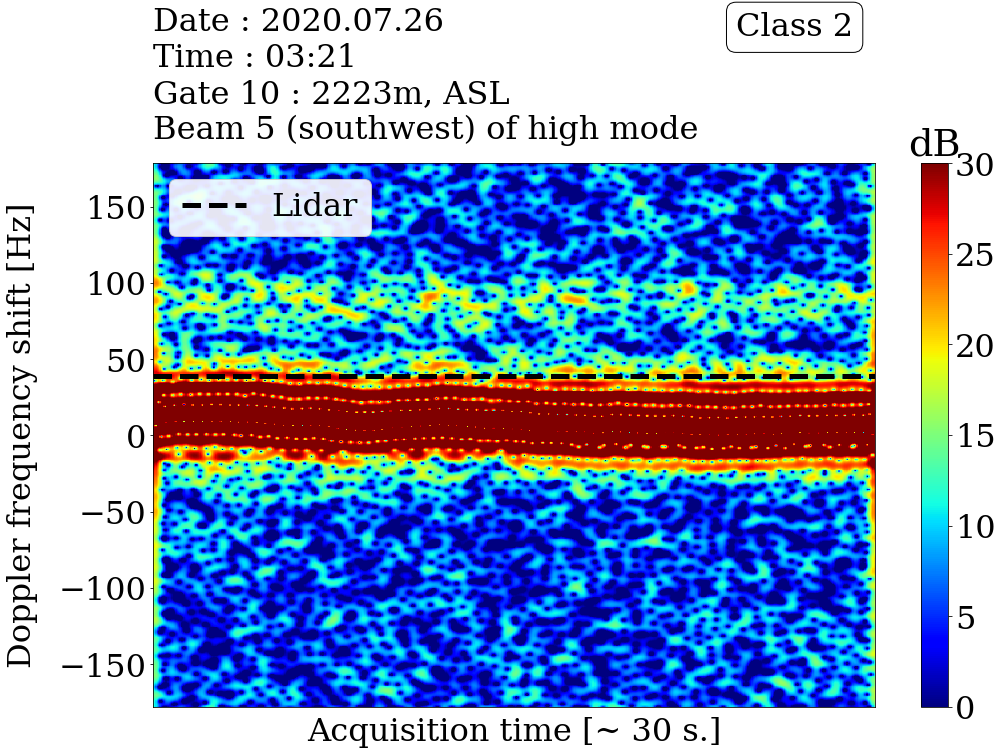 Date : 2020.07.26
Class 2
Time : 03:21
Gate 10 : 2223m, ASL
Beam 5 (southwest) of high mode
dB
Lidar
Doppler frequency shift [Hz]
150
100
50
0
−50
−100
−150
30
25
20
15
10
5
0
Acquisition time [~ 30 s.]